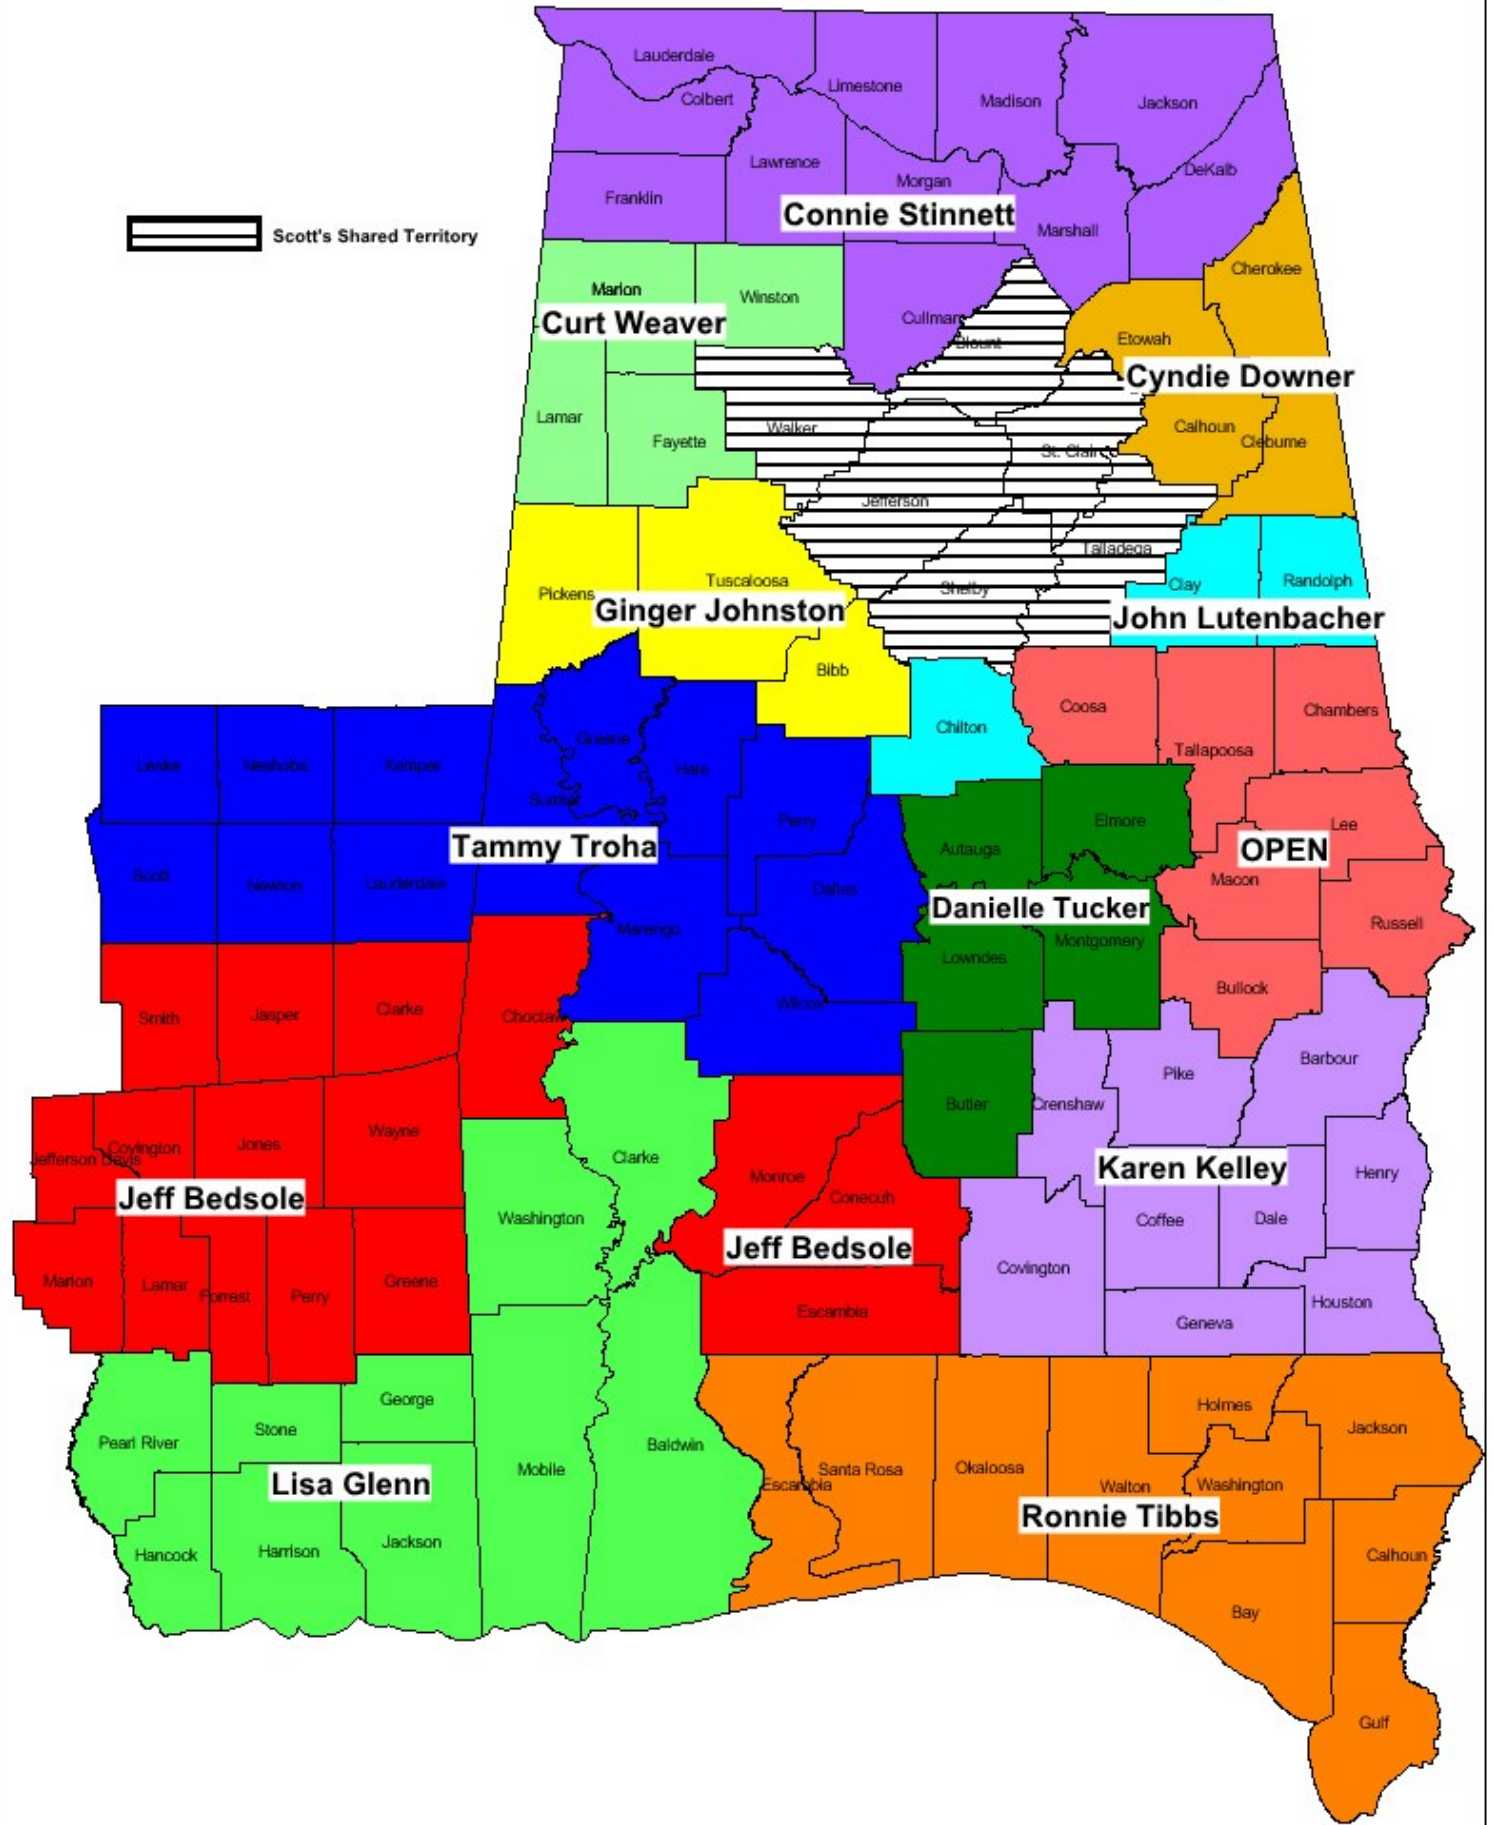 Lauderdale
Limestone
Madison
Jackson
Colbert
Lawrence
DeKalb
Morgan
Franklin
Connie Stinnett
Marshall
Scott's Shared Territory
Cherokee
Marion
Winston
Cullman
Blount
Etowah
Curt Weaver
Cyndie Downer
Lamar
Fayette
Walker
St. Clair
Calhoun
Cleburne
Jefferson
Talladega
Pickens
Tuscaloosa
Shelby
Clay
Randolph
Ginger Johnston
John Lutenbacher
Bibb
Chilton
Coosa
Chambers
Tallapoosa
Leake
Neshoba
Kemper
Greene
Hale
Sumter
Perry
Elmore
Lee
Tammy Troha
Autauga
OPEN
Scott
Newton
Lauderdale
Dallas
Macon
Danielle Tucker
Marengo
Lowndes
Montgomery
Russell
Smith
Jasper
Clarke
Choctaw
Wilcox
Bullock
Barbour
Pike
Butler
Crenshaw
Jefferson Davis
Covington
Jones
Wayne
Clarke
Karen Kelley
Henry
Jeff Bedsole
Monroe
Conecuh
Washington
Coffee
Dale
Jeff Bedsole
Covington
Marion
Lamar
Forrest
Perry
Greene
Escambia
Geneva
Houston
George
Holmes
Pearl River
Stone
Jackson
Baldwin
Lisa Glenn
Mobile
Escambia
Santa Rosa
Okaloosa
Walton
Washington
Ronnie Tibbs
Hancock
Harrison
Jackson
Calhoun
Bay
Gulf